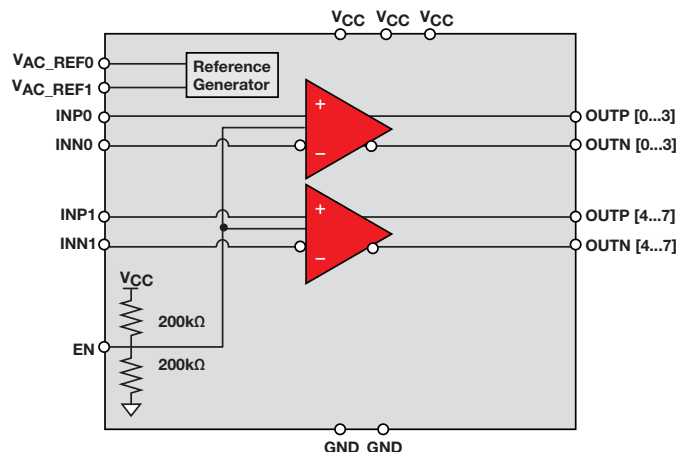 VCC VCC VCC
VAC_REF0
Reference
Generator
VAC_REF1
INP0
+
OUTP [0...3]
INN0
−
OUTN [0...3]
INP1
+
OUTP [4...7]
INN1
−
OUTN [4...7]
VCC
200kΩ
EN
200kΩ
GND GND